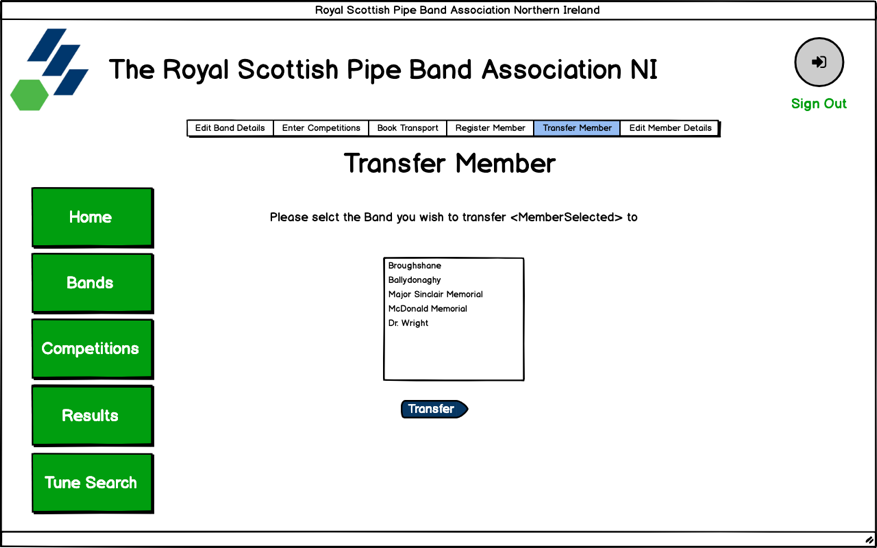 Royal Scottish Pipe Band Association Northern Ireland
The Royal Scottish Pipe Band Association NI
Sign Out
Edit Band Details Enter Competitions Book Transport Register Member Transfer Member Edit Member Details
Transfer Member
Home
Bands
Competitions
Results
Tune Search
Please selct the Band you wish to transfer <MemberSelected> to
Broughshane
Ballydonaghy
Major Sinclair Memorial
McDonald Memorial
Dr. Wright
Transfer